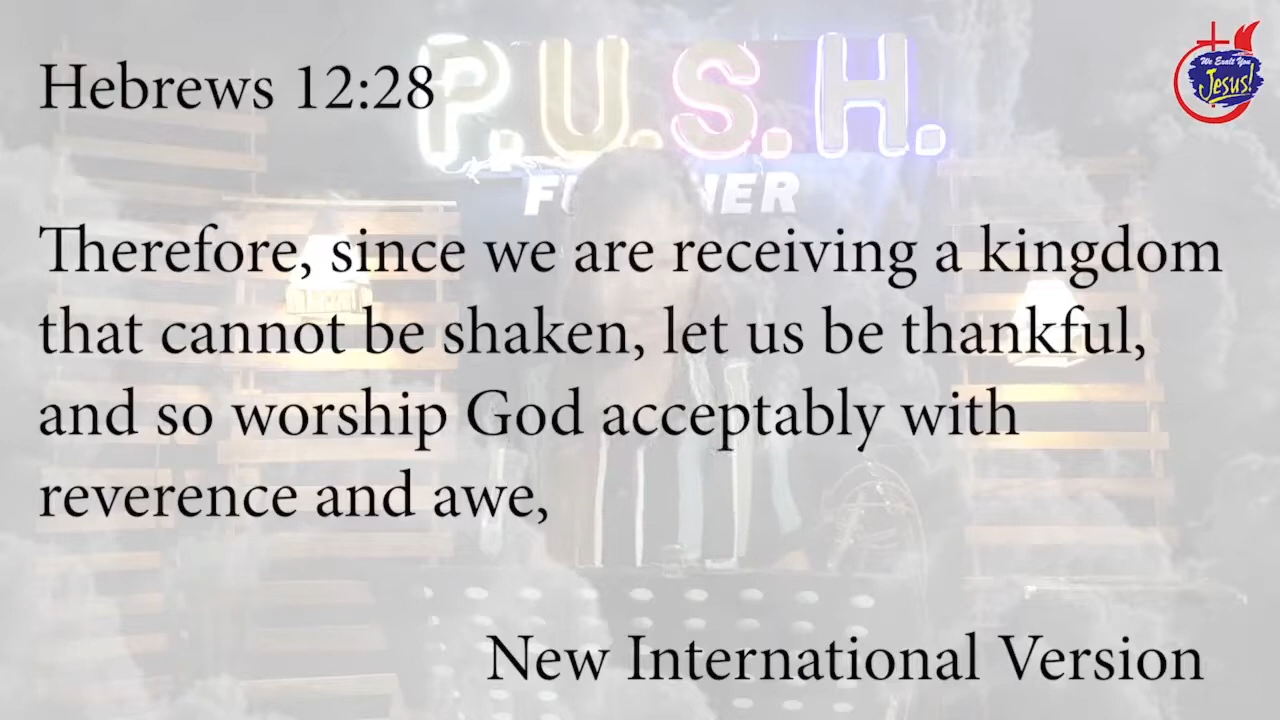 Hebrews 12:28
P.U.S.H.
We Exalt You
Jesus!
Therefore, since we are receiving a kingdom
that cannot be shaken, let us be thankful,
and so worship God acceptably with
reverence and awe,
New International Version